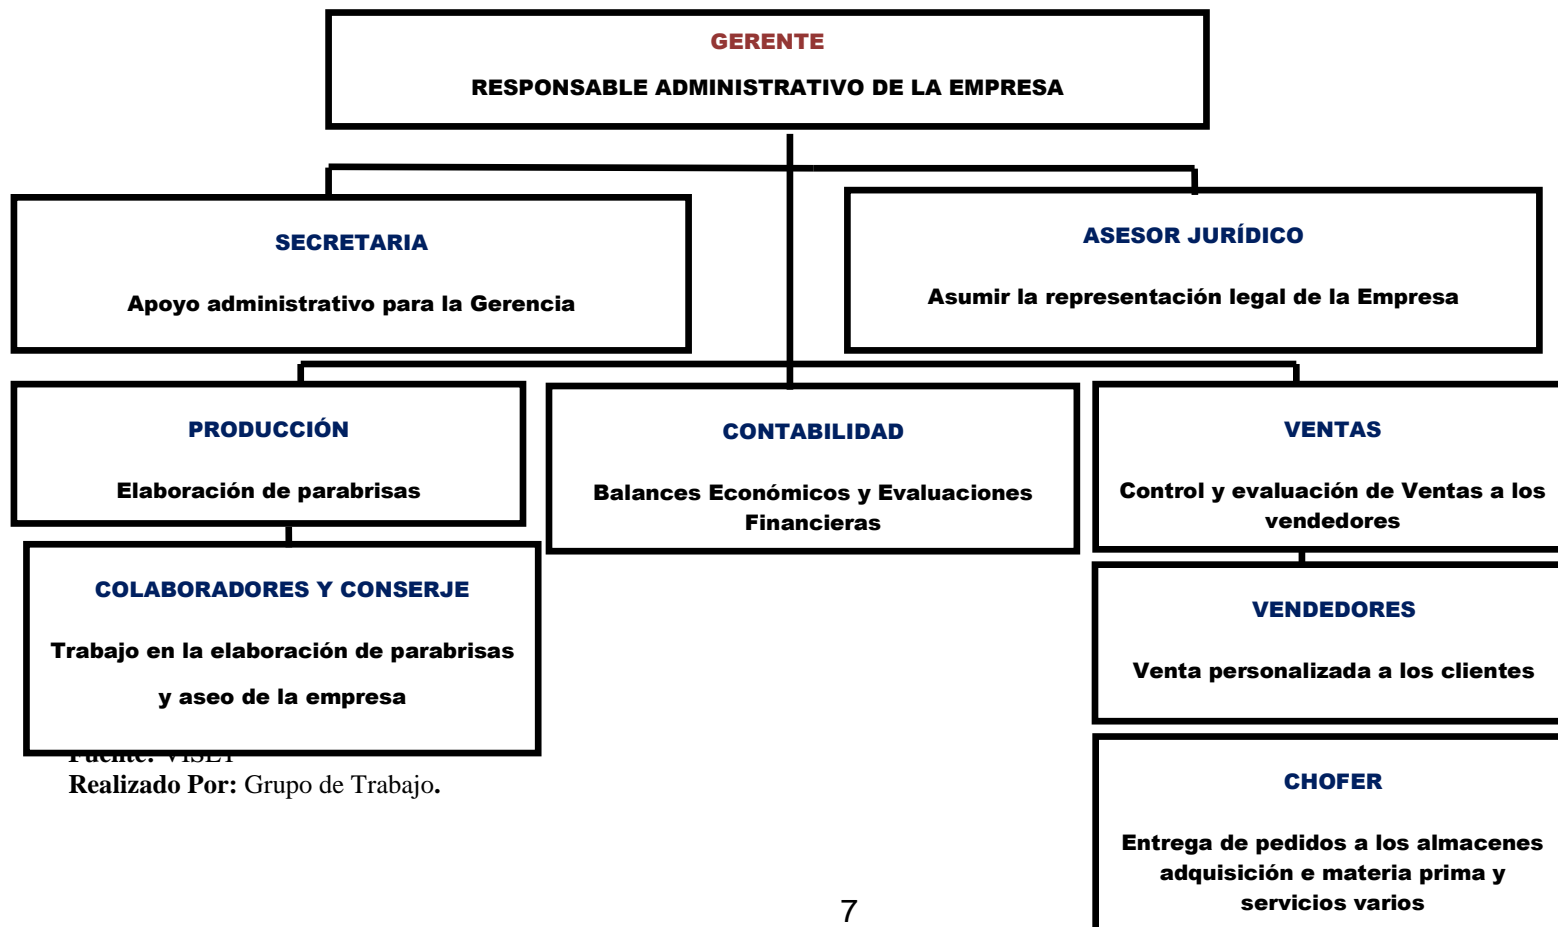 GERENTE
RESPONSABLE ADMINISTRATIVO DE LA EMPRESA
SECRETARIA
Apoyo administrativo para la Gerencia
ASESOR JURÍDICO
Asumir la representación legal de la Empresa
PRODUCCIÓN
Elaboración de parabrisas
CONTABILIDAD
Balances Económicos y Evaluaciones
Financieras
VENTAS
Control y evaluación de Ventas a los
vendedores
COLABORADORES Y CONSERJE
Trabajo en la elaboración de parabrisas
y aseo de la empresa
VENDEDORES
Venta personalizada a los clientes
CHOFER
Entrega de pedidos a los almacenes
adquisición e materia prima y
servicios varios
Fuente:
Realizado Por: Grupo de Trabajo.
7